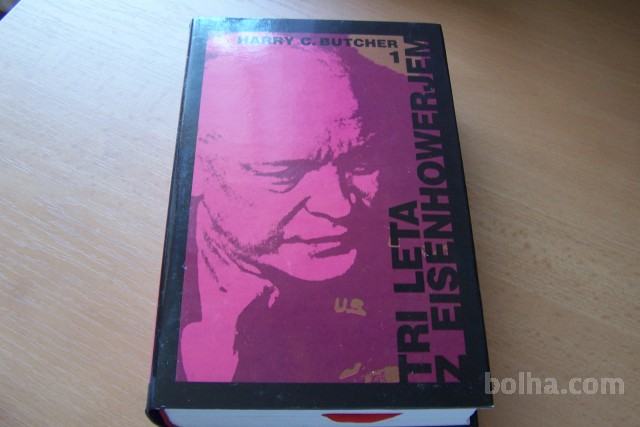 HARRY C. BUTCHER
1
TRI LETA
Z EISENHOWERJEM
bolha.com